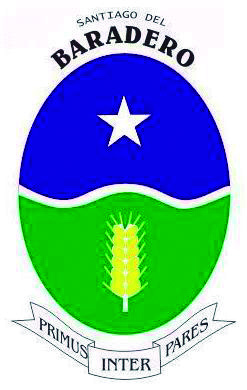 SANTIAGO DEL
BARADERO
PRIMUS INTER PARES